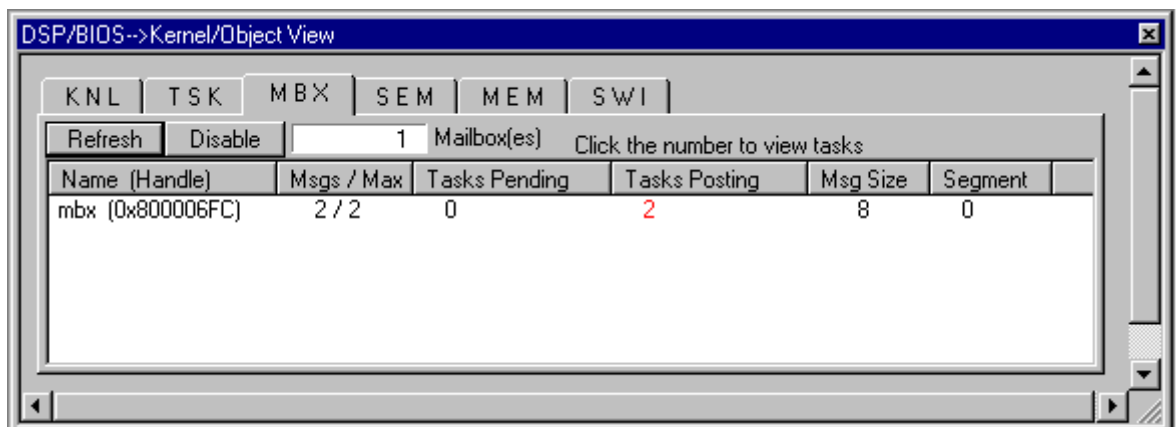 DSP/BIOS-->Kernel/Object View
KNL TSK MBX SEM MEM SWI
Refresh Disable 1 Mailbox(es) Click the number to view tasks
Name (Handle) Msgs / Max Tasks Pending Tasks Posting Msg Size Segment
mbx (0x800006FC) 2 / 2 0 2 8 0